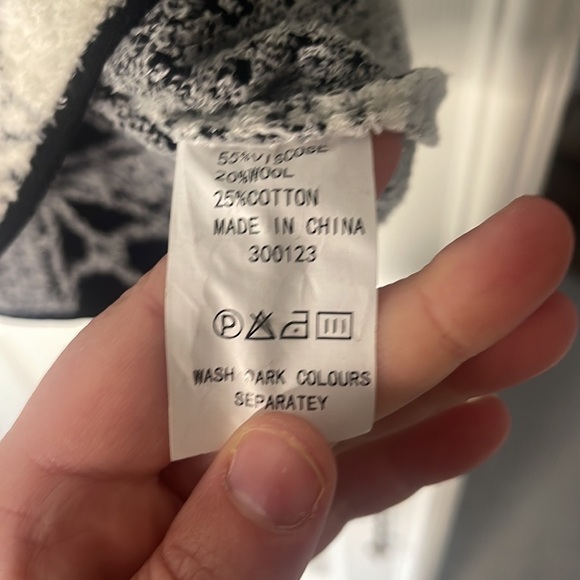 55%VISCOSE
20%WOOL
25%COTTON
MADE IN CHINA
300123
P
WASH DARK COLOURS
SEPARATEY